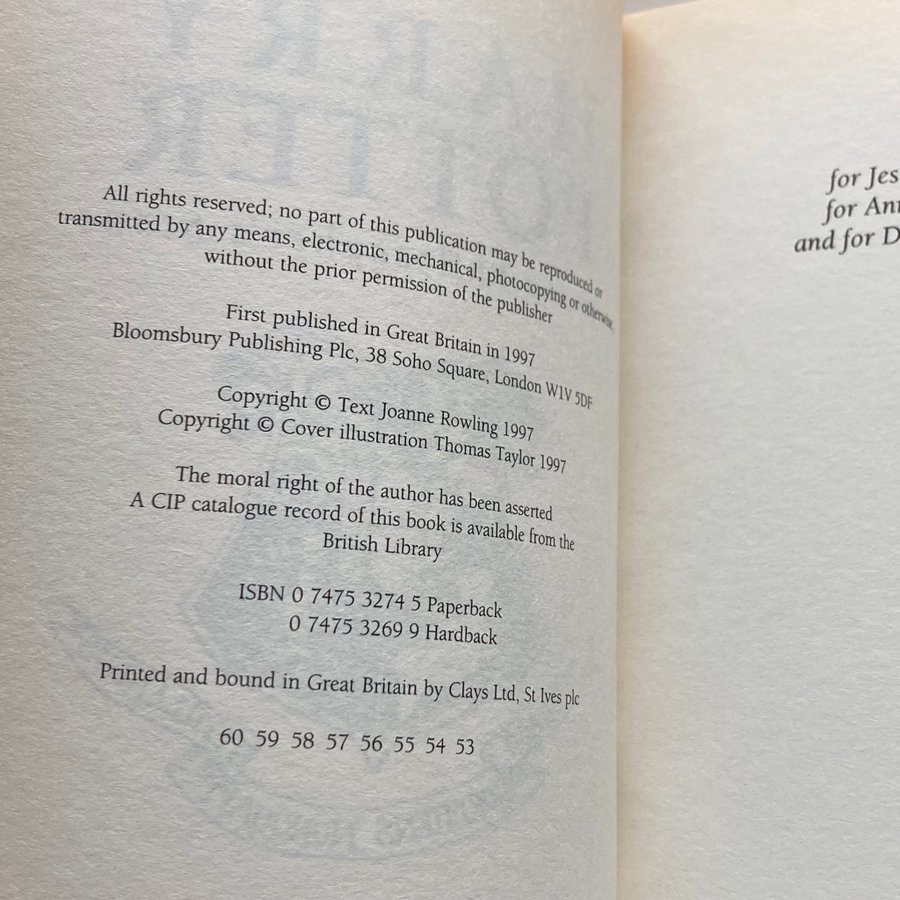 All rights reserved; no part of this publication may be reproduced or
transmitted by any means, electronic, mechanical, photocopying or otherwise,
without the prior permission of the publisher
First published in Great Britain in 1997
Bloomsbury Publishing Plc, 38 Soho Square, London W1V 5DF
Copyright © Text Joanne Rowling 1997
Copyright © Cover illustration Thomas Taylor 1997
The moral right of the author has been asserted
A CIP catalogue record of this book is available from the
British Library
ISBN 0 7475 3274 5 Paperback
0 7475 3269 9 Hardback
Printed and bound in Great Britain by Clays Ltd, St Ives plc
60 59 58 57 56 55 54 53
for Jes
for Ann
and for D